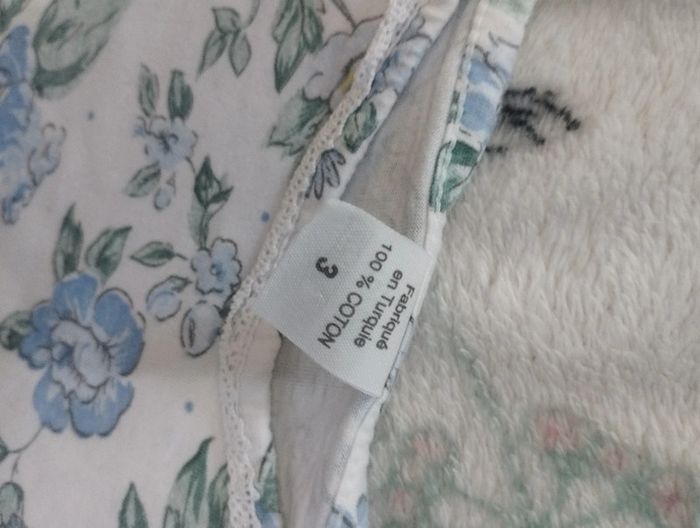 Fabriqué
en Turquie
100 % COTON
3